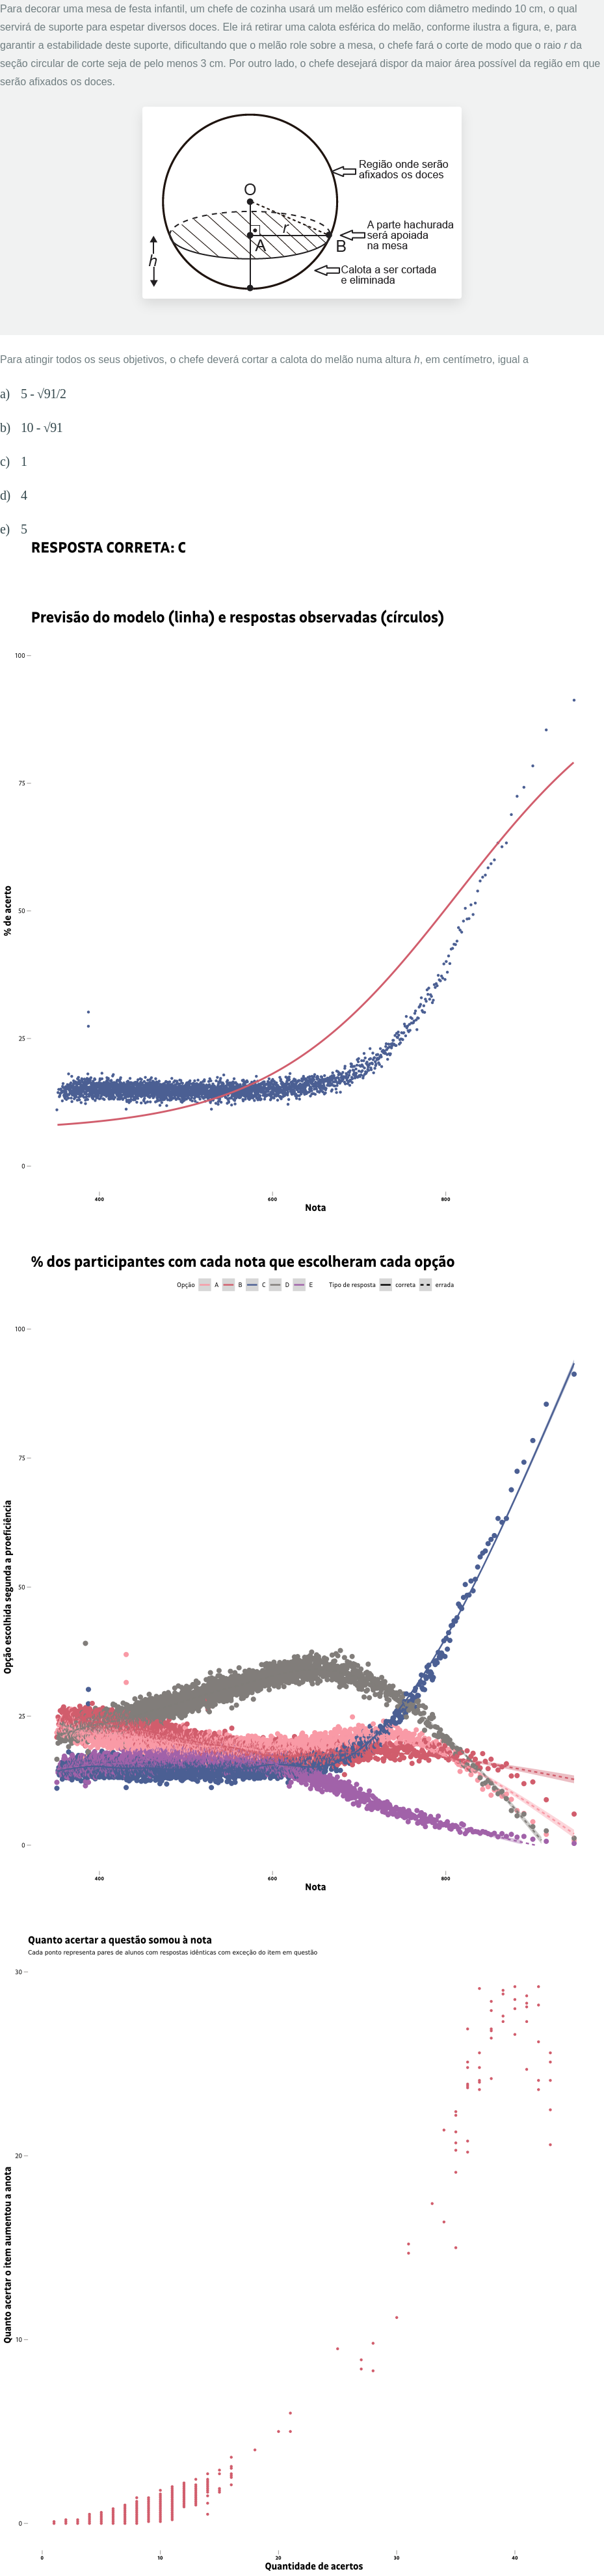 Para decorar uma mesa de festa infantil, um chefe de cozinha usará um melão esférico com diâmetro medindo 10 cm, o qual
servirá de suporte para espetar diversos doces. Ele irá retirar uma calota esférica do melão, conforme ilustra a figura, e, para
garantir a estabilidade deste suporte, dificultando que o melão role sobre a mesa, o chefe fará o corte de modo que o raio r da
seção circular de corte seja de pelo menos 3 cm. Por outro lado, o chefe desejará dispor da maior área possível da região em que
serão afixados os doces.
Região onde serão
afixados os doces
O
r
A parte hachurada
será apoiada
na mesa
A
B
h
Calota a ser cortada
e eliminada
Para atingir todos os seus objetivos, o chefe deverá cortar a calota do melão numa altura h, em centímetro, igual a
a) 5 - √91/2
b) 10 - √91
c) 1
d) 4
e) 5
RESPOSTA CORRETA: C
Previsão do modelo (linha) e respostas observadas (círculos)
100
75
50
25
0
% de acerto
400 600 800
Nota
% dos participantes com cada nota que escolheram cada opção
Opção A B C D E Tipo de resposta correta errada
100
75
50
25
0
Opção escolhida segunda a proeficiência
400 600 800
Nota
Quanto acertar a questão somou à nota
Cada ponto representa pares de alunos com respostas idênticas com exceção do item em questão
30
20
10
0
Quanto acertar o item aumentou a anota
0 10 20 30 40
Quantidade de acertos